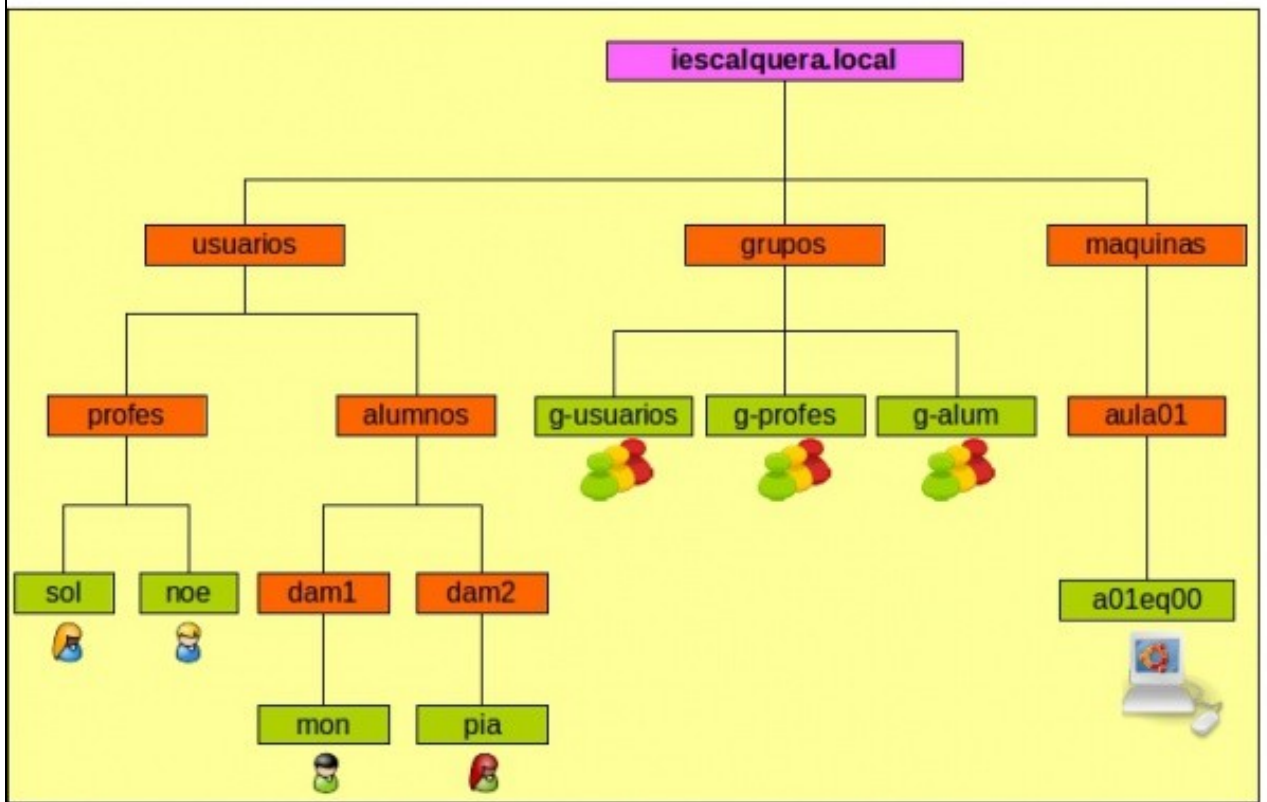 iescalquera.local
usuarios
grupos
maquinas
profes
alumnos
g-usuarios
g-profes
g-alum
aula01
sol
noe
dam1
dam2
a01eq00
mon
pia